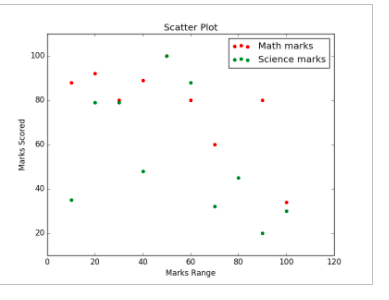 Scatter Plot
Math marks
Science marks
100
80
60
40
20
Marks Scored
0 20 40 60 80 100 120
Marks Range